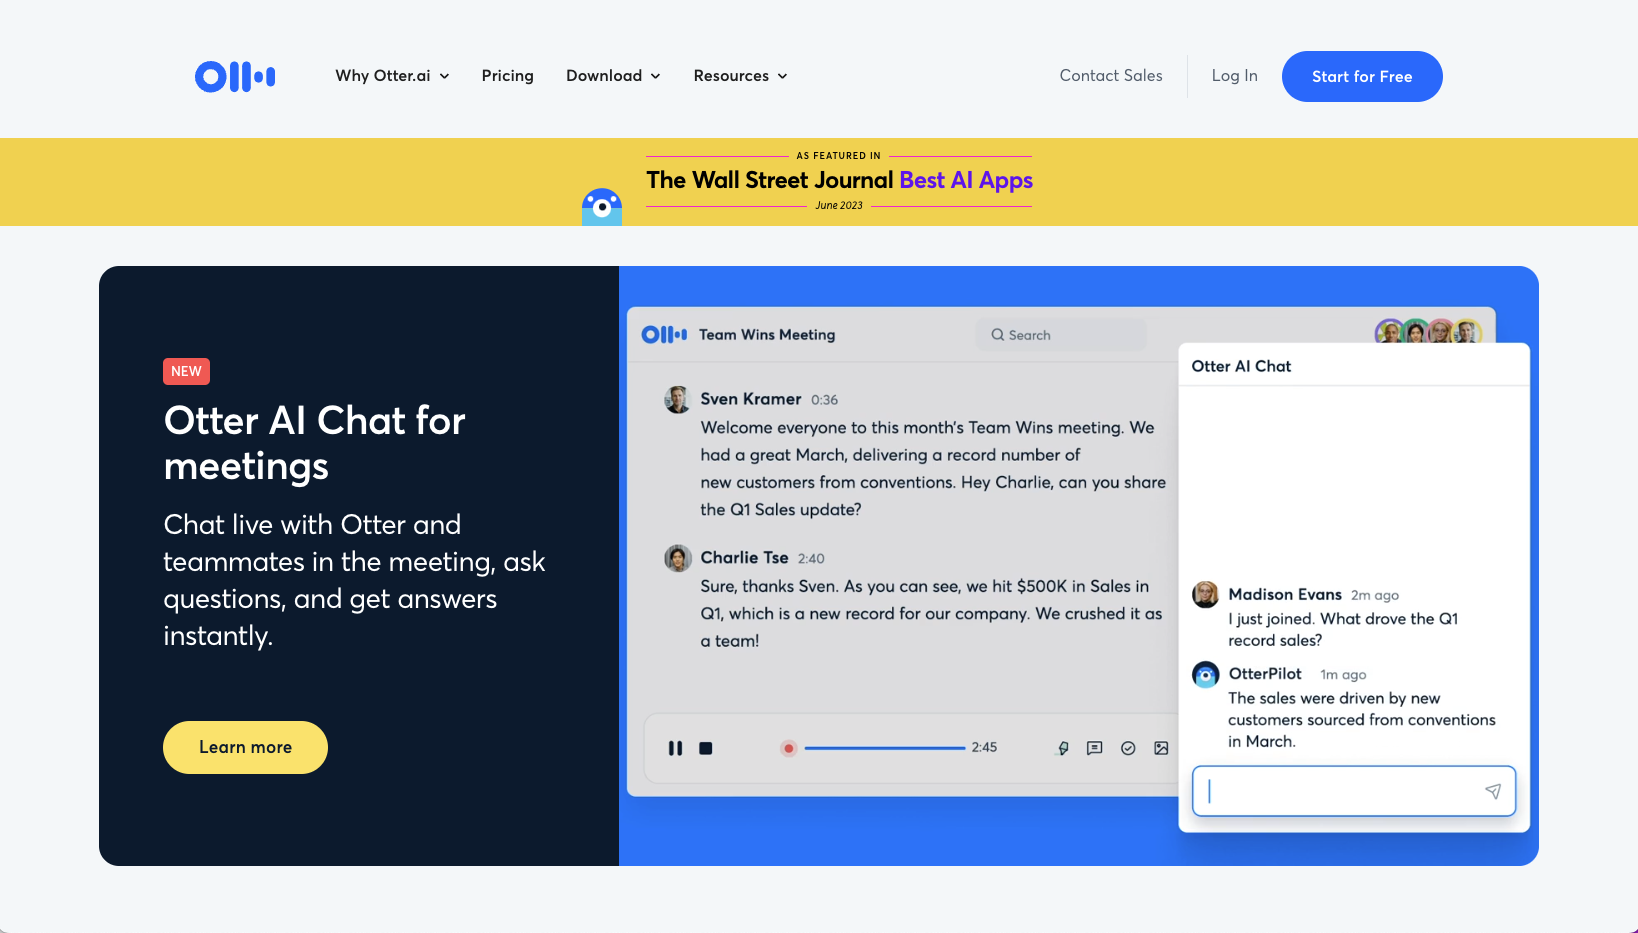 Why Otter.ai
Pricing
Download
Resources
Contact Sales
Log In
Start for Free
AS FEATURED IN
The Wall Street Journal Best AI Apps
June 2023
NEW
Otter AI Chat for
meetings
Chat live with Otter and
teammates in the meeting, ask
questions, and get answers
instantly.
Learn more
Team Wins Meeting
Search
Sven Kramer 0:36
Welcome everyone to this month's Team Wins meeting. We
had a great March, delivering a record number of
new customers from conventions. Hey Charlie, can you share
the Q1 Sales update?
Charlie Tse 2:40
Sure, thanks Sven. As you can see, we hit $500K in Sales in
Q1, which is a new record for our company. We crushed it as
a team!
2:45
Otter AI Chat
Madison Evans 2m ago
I just joined. What drove the Q1
record sales?
OtterPilot 1m ago
The sales were driven by new
customers sourced from conventions
in March.